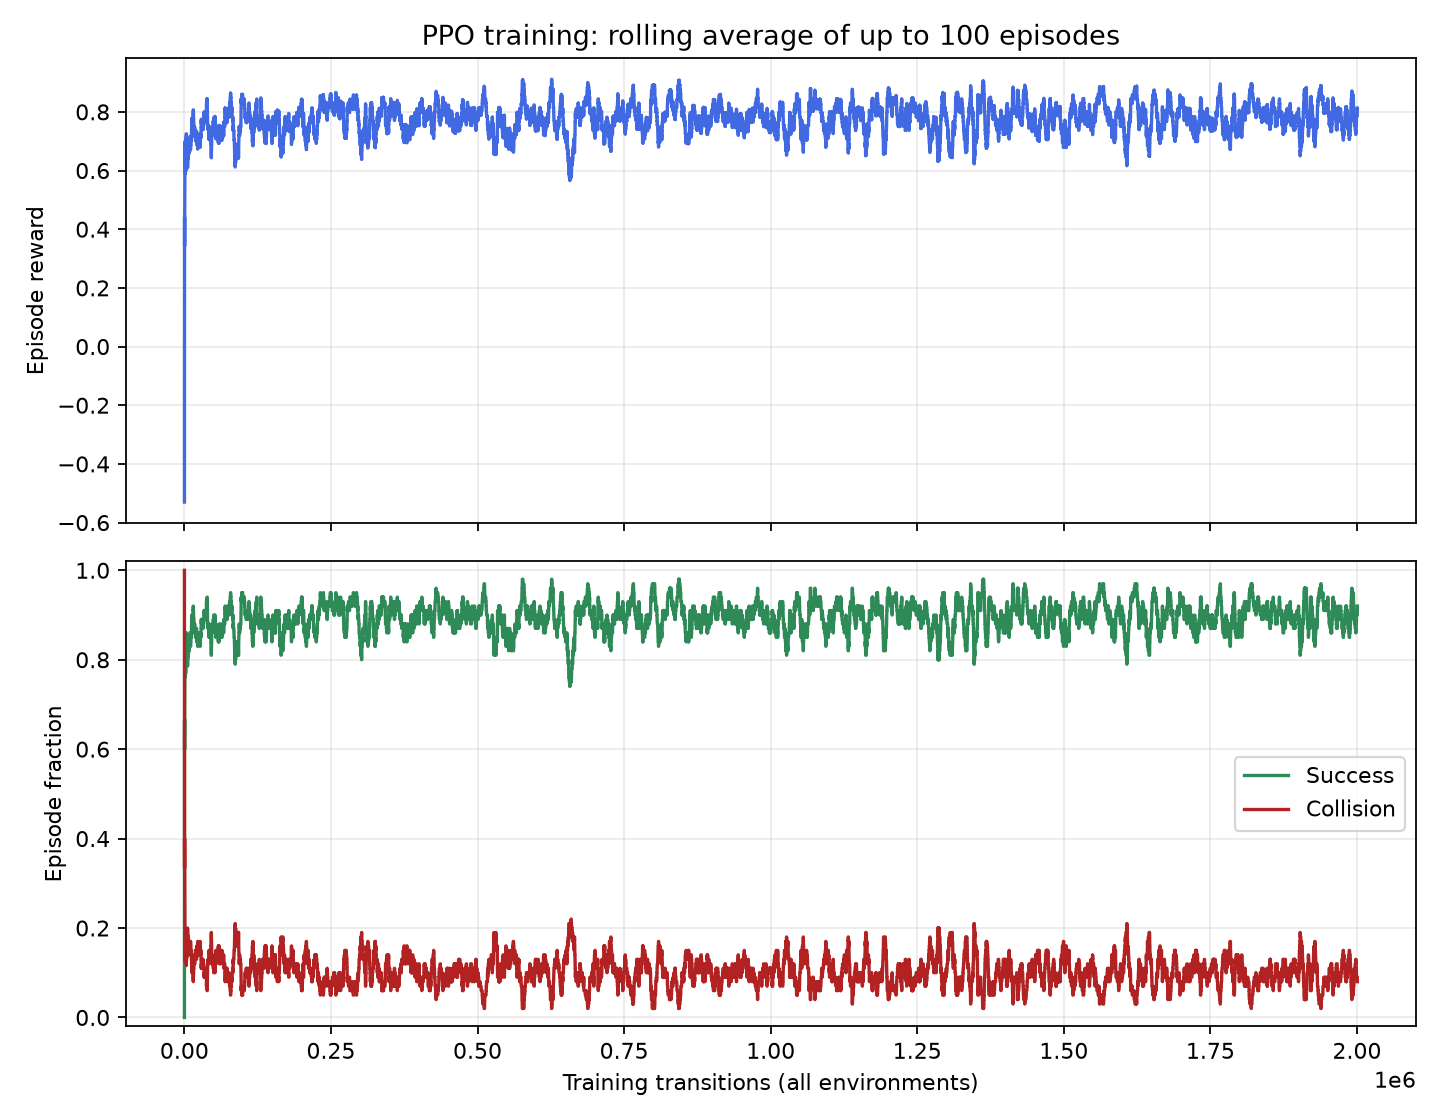 PPO training: rolling average of up to 100 episodes
Episode reward
0.8
0.6
0.4
0.2
0.0
−0.2
−0.4
−0.6
Episode fraction
1.0
0.8
0.6
0.4
0.2
0.0
Success
Collision
0.00 0.25 0.50 0.75 1.00 1.25 1.50 1.75 2.00
1e6
Training transitions (all environments)